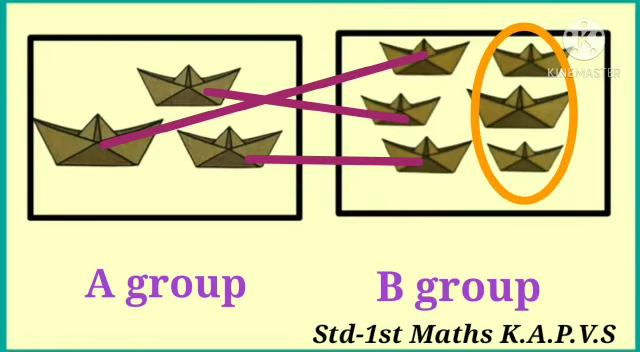 K
KINEMASTER
A group
B group
Std-1st Maths K.A.P.V.S